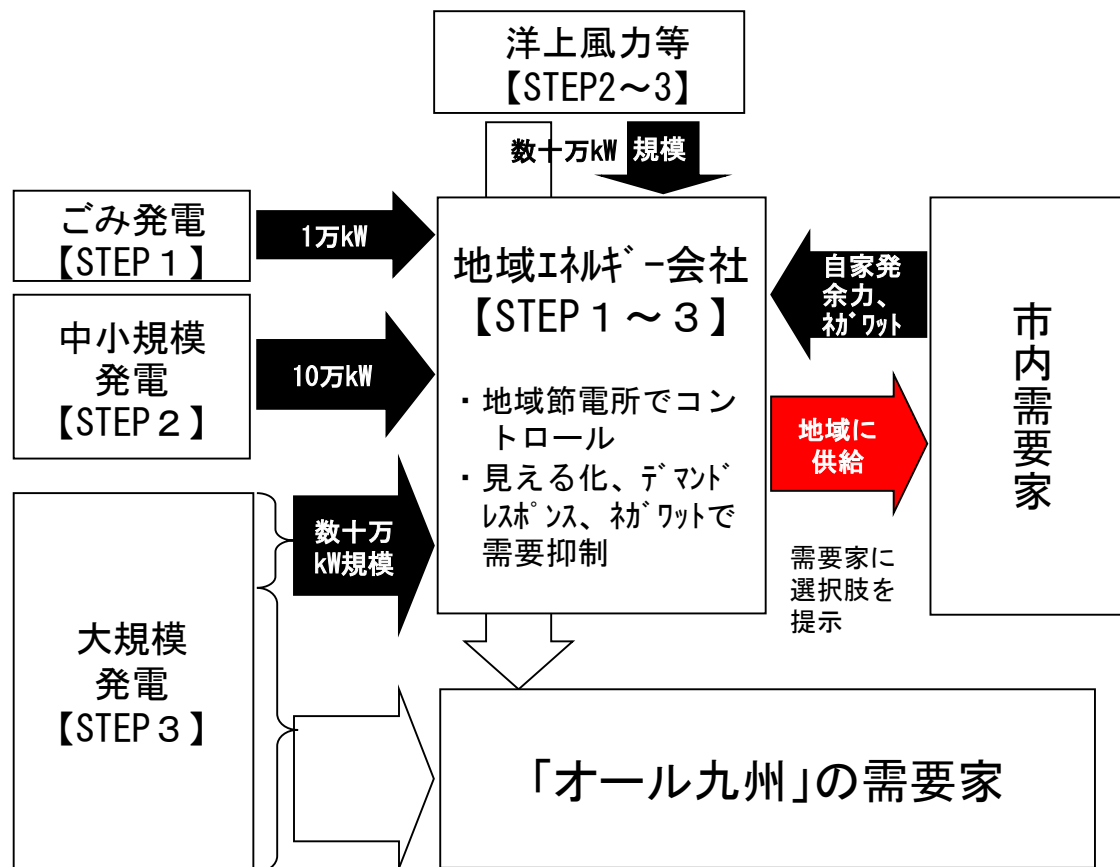 洋上風力等
【STEP2～3】
数十万kW 規模
ごみ発電
【STEP１】
1万kW
中小規模
発電
【STEP２】
10万kW
大規模
発電
【STEP３】
数十万
kW規模
地域ｴﾈﾙｷﾞｰ会社
【STEP１～３】
・地域節電所でコン
トロール
・見える化、ﾃﾞﾏﾝﾄﾞ
ﾚｽﾎﾟﾝｽ、ﾈｶﾞﾜｯﾄで
需要抑制
自家発
余力、
ﾈｶﾞﾜｯﾄ
地域に
供給
需要家に
選択肢を
提示
市内需要家
「オール九州」の需要家